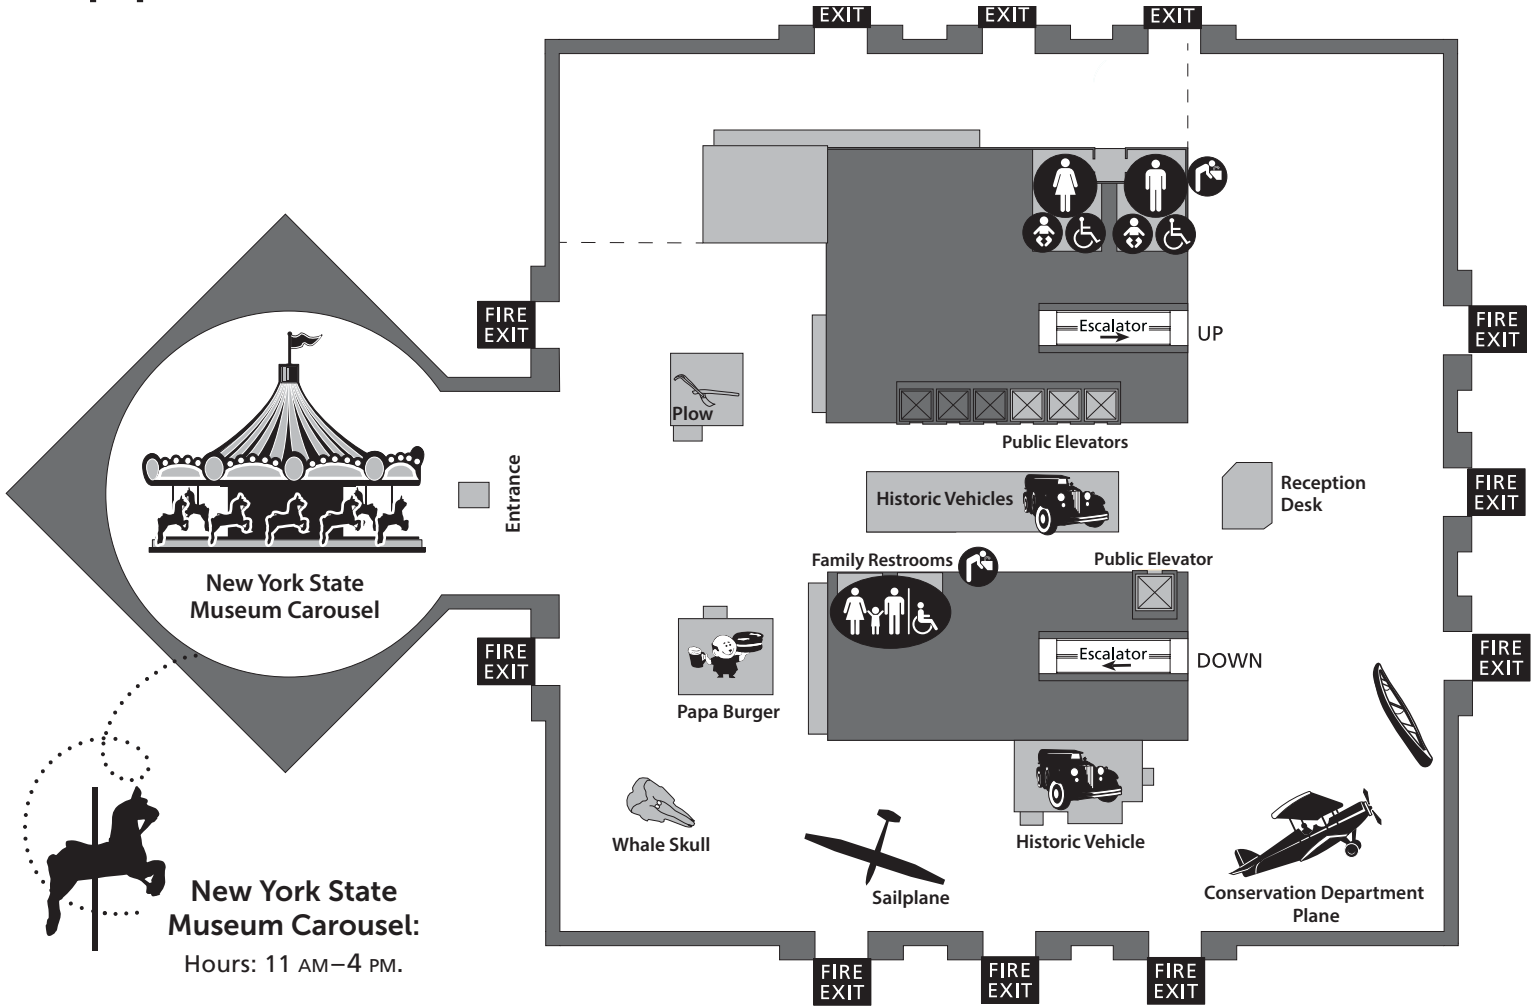 EXIT
EXIT
EXIT
FIRE
EXIT
FIRE
EXIT
Escalator
UP
Plow
Public Elevators
Entrance
Historic Vehicles
Reception
Desk
FIRE
EXIT
Family Restrooms
Public Elevator
New York State
Museum Carousel
FIRE
EXIT
Escalator
DOWN
FIRE
EXIT
Papa Burger
Whale Skull
Historic Vehicle
Sailplane
Conservation Department
Plane
New York State
Museum Carousel:
Hours: 11 AM–4 PM.
FIRE
EXIT
FIRE
EXIT
FIRE
EXIT